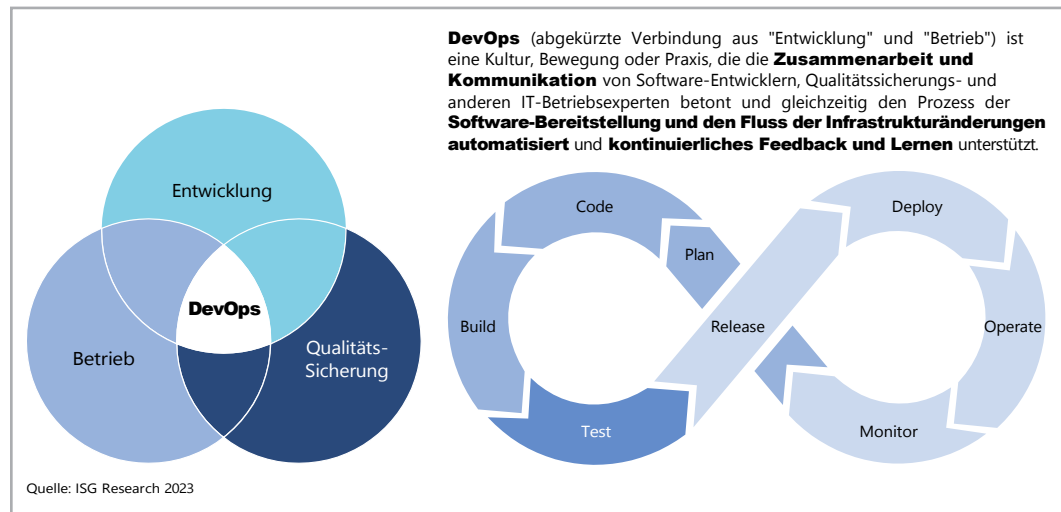 DevOps (abgekürzte Verbindung aus "Entwicklung" und "Betrieb") ist
eine Kultur, Bewegung oder Praxis, die die Zusammenarbeit und
Kommunikation von Software-Entwicklern, Qualitätssicherungs- und
anderen IT-Betriebsexperten betont und gleichzeitig den Prozess der
Software-Bereitstellung und den Fluss der Infrastrukturänderungen
automatisiert und kontinuierliches Feedback und Lernen unterstützt.
Entwicklung
DevOps
Betrieb
Qualitäts-
Sicherung
Code
Plan
Build
Test
Release
Deploy
Operate
Monitor
Quelle: ISG Research 2023